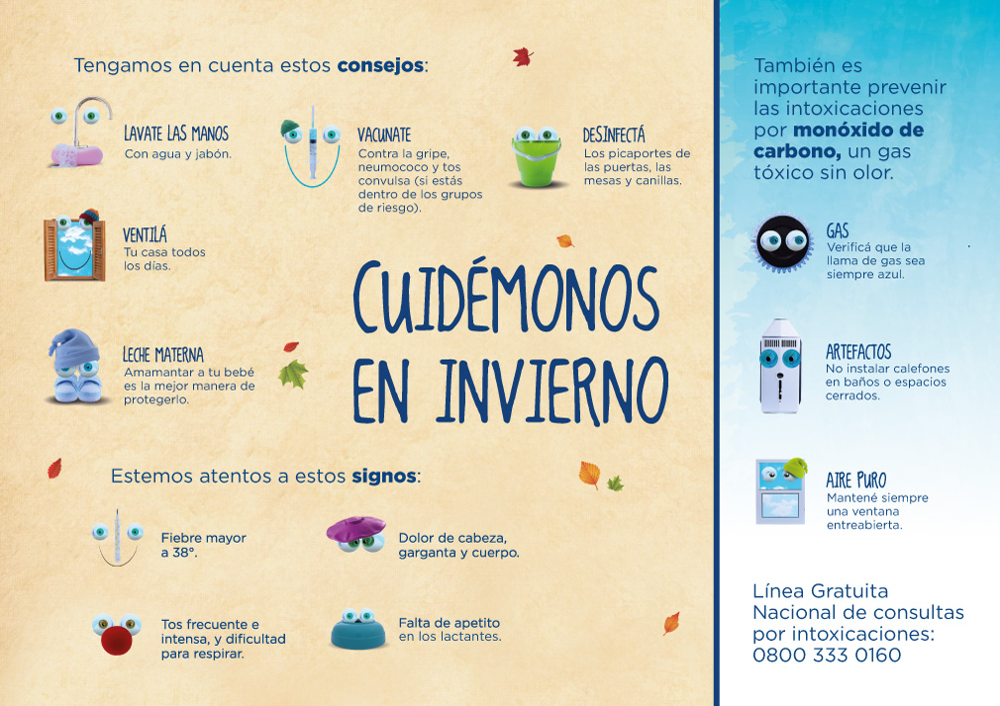 Tengamos en cuenta estos consejos:
LAVATE LAS MANOS
Con agua y jabón.
VACUNATE
Contra la gripe,
neumococo y tos
convulsa (si estás
dentro de los grupos
de riesgo).
DESINFECTÁ
Los picaportes de
las puertas, las
mesas y canillas.
VENTILÁ
Tu casa todos
los días.
LECHE MATERNA
Amamantar a tu bebé
es la mejor manera de
protegerlo.
CUIDÉMONOS
EN INVIERNO
Estemos atentos a estos signos:
Fiebre mayor
a 38°.
Dolor de cabeza,
garganta y cuerpo.
Tos frecuente e
intensa, y dificultad
para respirar.
Falta de apetito
en los lactantes.
También es
importante prevenir
las intoxicaciones
por monóxido de
carbono, un gas
tóxico sin olor.
GAS
Verificá que la
llama de gas sea
siempre azul.
ARTEFACTOS
No instalar calefones
en baños o espacios
cerrados.
AIRE PURO
Mantené siempre
una ventana
entreabierta.
Línea Gratuita
Nacional de consultas
por intoxicaciones:
0800 333 0160